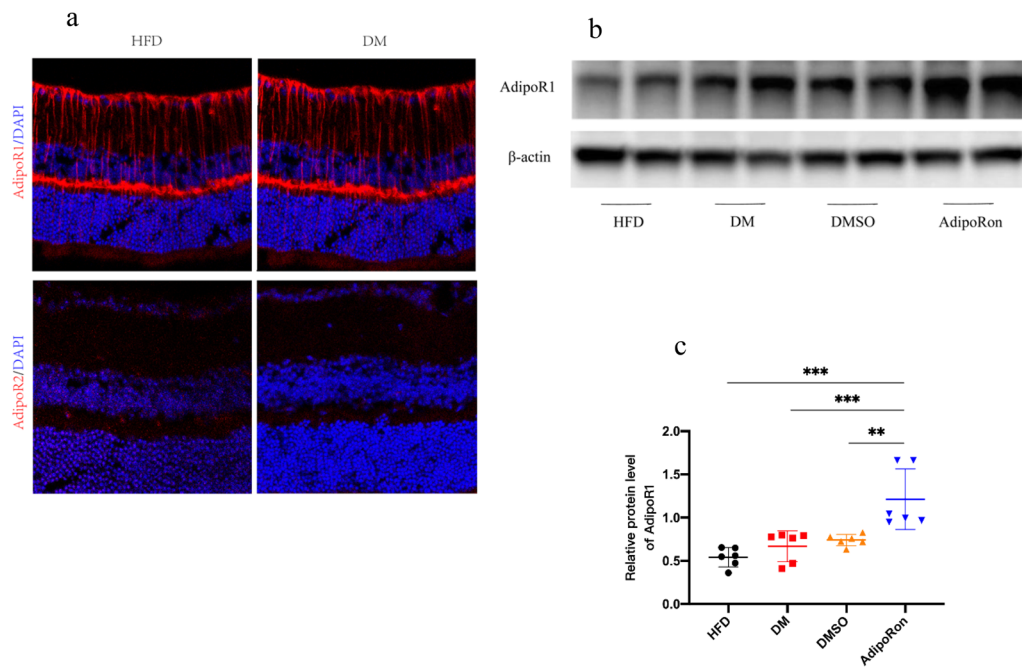 a
HFD
DM
AdipoR1/DAPI
AdipoR2/DAPI
b
AdipoR1
β-actin
HFD
DM
DMSO
AdipoRon
c
***
***
**
Relative protein level
of AdipoR1
2.0
1.5
1.0
0.5
0.0
HFD
DM
DMSO
AdipoRon